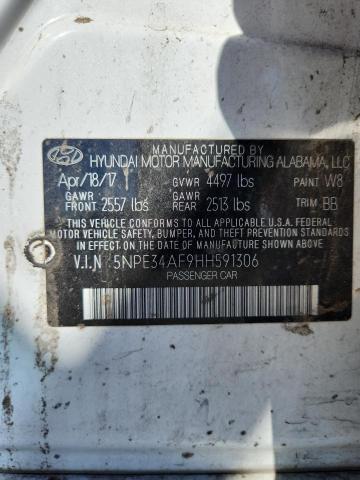 MANUFACTURED BY
HYUNDAI MOTOR MANUFACTURING ALABAMA, LLC
Apr/18/17 GVWR 4497 lbs PAINT W8
GAWR FRONT 2557 lbs GAWR REAR 2513 lbs TRIM BB
THIS VEHICLE CONFORMS TO ALL APPLICABLE U.S.A. FEDERAL
MOTOR VEHICLE SAFETY, BUMPER, AND THEFT PREVENTION STANDARDS
IN EFFECT ON THE DATE OF MANUFACTURE SHOWN ABOVE.
V.I.N : 5NPE34AF9HH591306
PASSENGER CAR